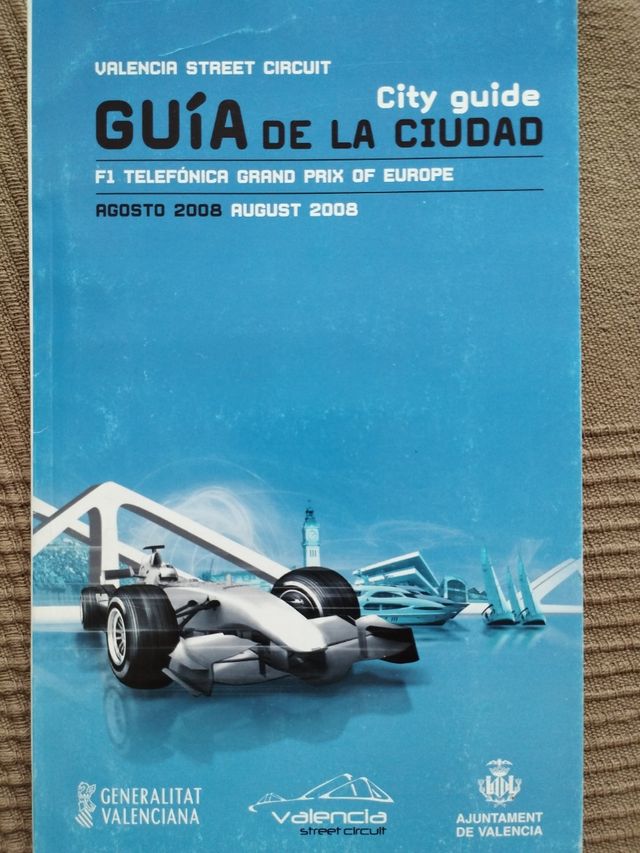 VALENCIA STREET CIRCUIT
City guide
GUíA DE LA CIUDAD
F1 TELEFÓNICA GRAND PRIX OF EUROPE
AGOSTO 2008 AUGUST 2008
GENERALITAT
VALENCIANA
valencia
street circuit
AJUNTAMENT
DE VALENCIA